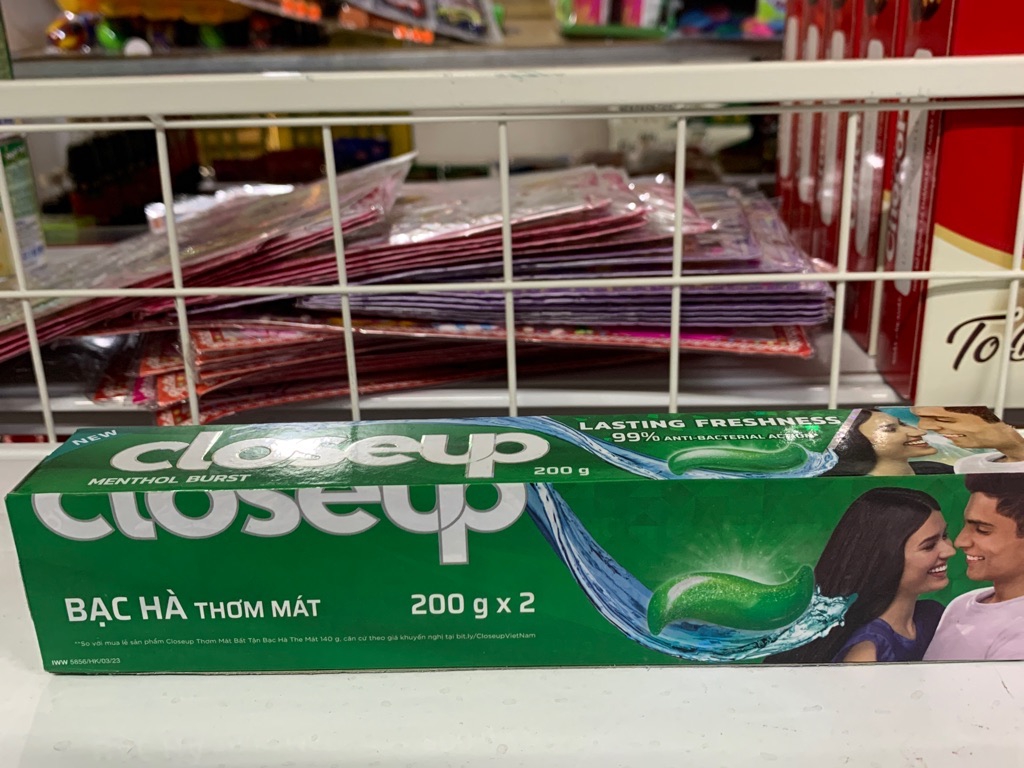 NEW
closeup
MENTHOL BURST
200 g
LASTING FRESHNESS
99% ANTI-BACTERIAL ACTION*
closeup
BẠC HÀ THƠM MÁT
200 g x 2
**So với mua lẻ sản phẩm Closeup Thơm Mát Bất Tận Bạc Hà The Mát 140 g, căn cứ theo giá khuyến nghị tại bit.ly/CloseupVietNam
IWW 5856/HKI/03/23